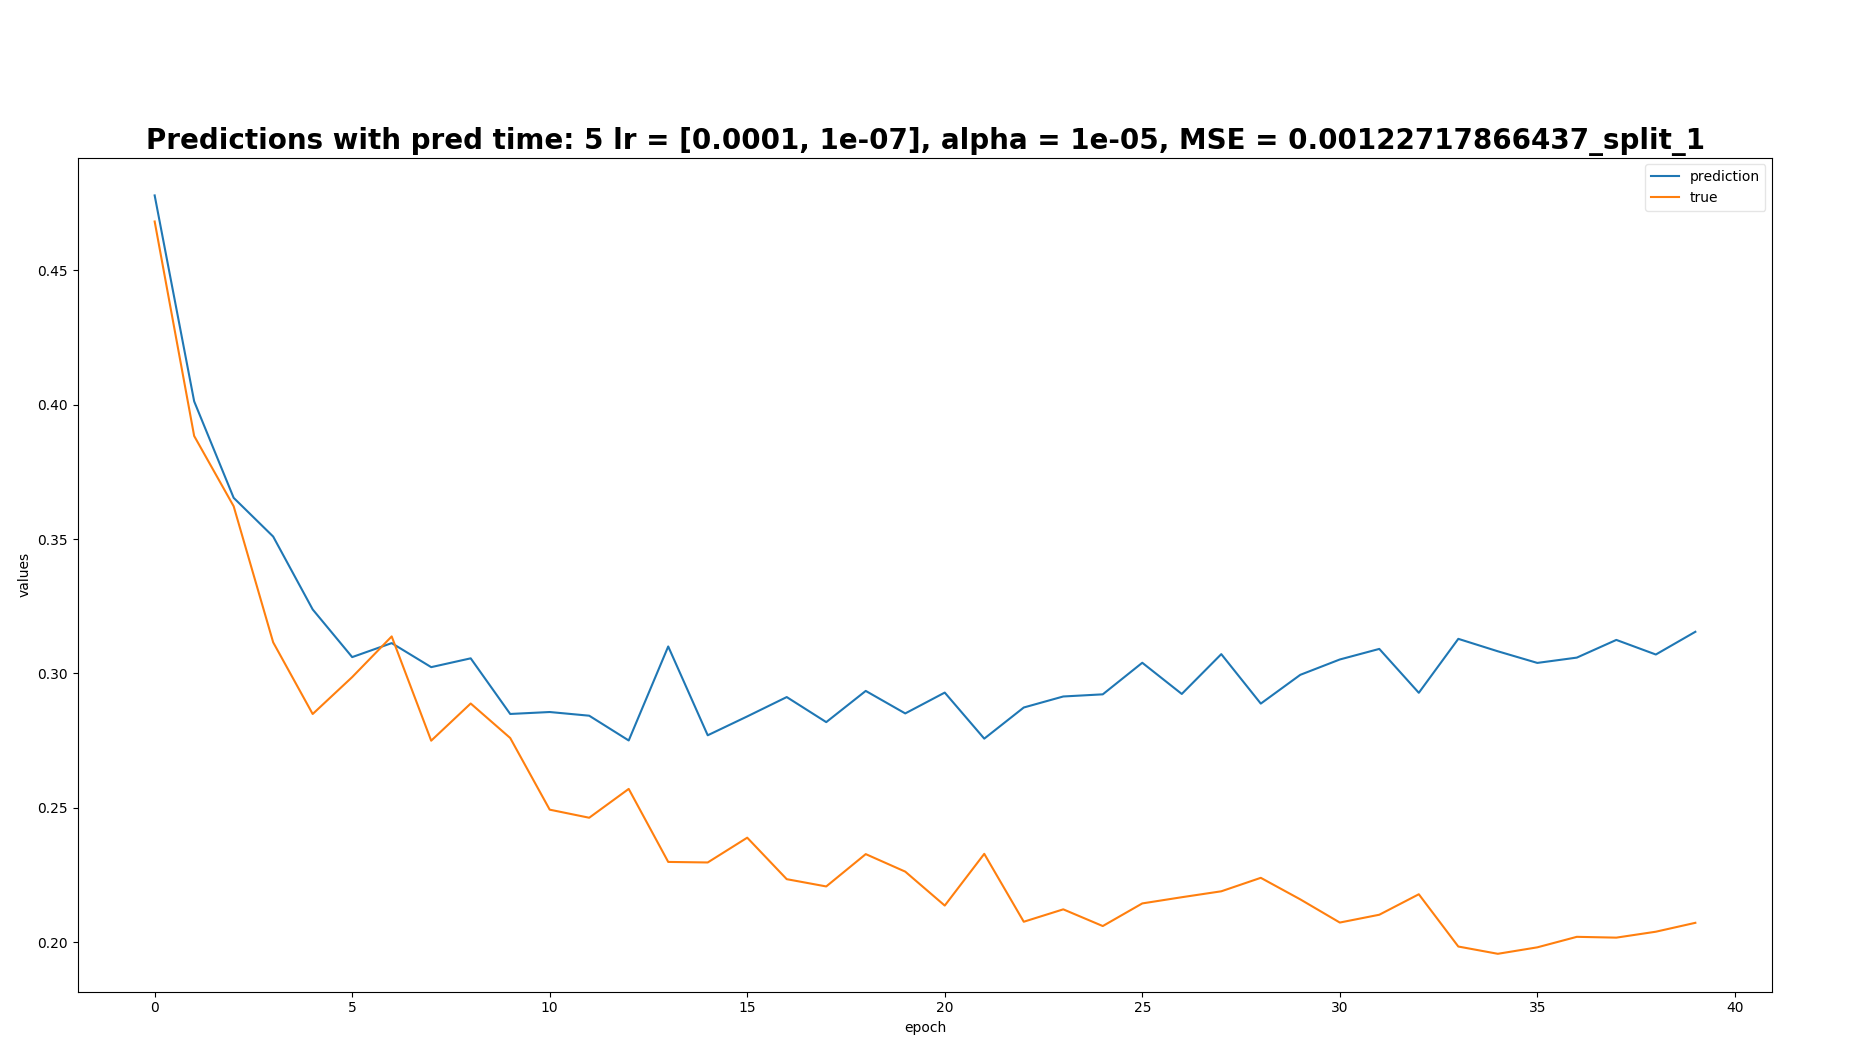 Predictions with pred time: 5 lr = [0.0001, 1e-07], alpha = 1e-05, MSE = 0.00122717866437_split_1
prediction
true
values
0.45
0.40
0.35
0.30
0.25
0.20
0 5 10 15 20 25 30 35 40
epoch